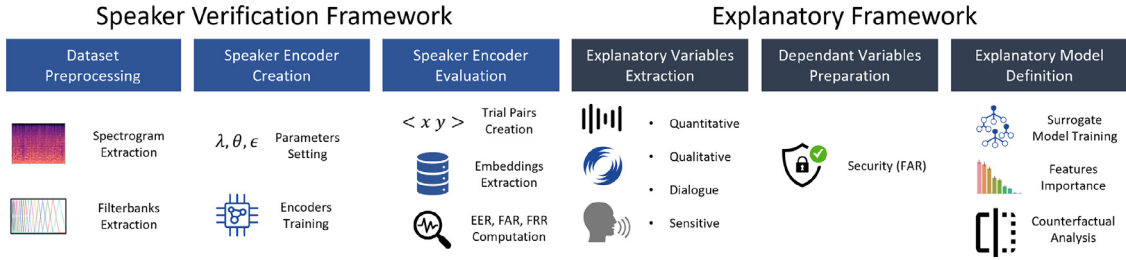 Speaker Verification Framework
Explanatory Framework
Dataset
Preprocessing
Speaker Encoder
Creation
Speaker Encoder
Evaluation
Explanatory Variables
Extraction
Dependant Variables
Preparation
Explanatory Model
Definition
Spectrogram
Extraction
Filterbanks
Extraction
λ, θ, ϵ
Parameters
Setting
Encoders
Training
< x y >
Trial Pairs
Creation
Embeddings
Extraction
EER, FAR, FRR
Computation
• Quantitative
• Qualitative
• Dialogue
• Sensitive
Security (FAR)
Surrogate
Model Training
Features
Importance
Counterfactual
Analysis